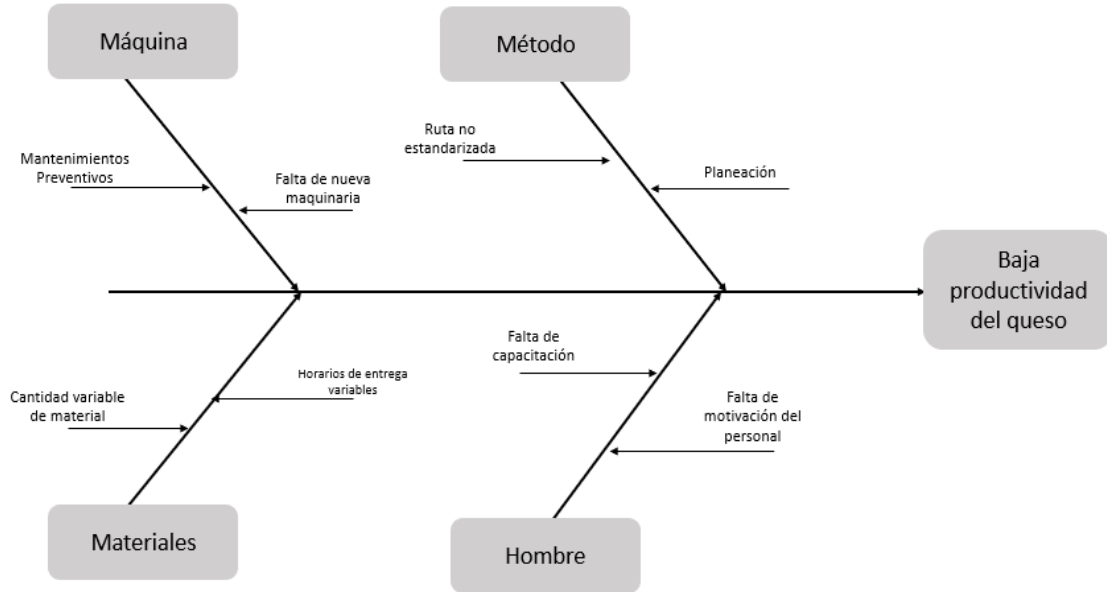 Máquina
Método
Ruta no
estandarizada
Mantenimientos
Preventivos
Falta de nueva
maquinaria
Planeación
Baja
productividad
del queso
Falta de
capacitación
Horarios de entrega
variables
Cantidad variable
de material
Falta de
motivación del
personal
Materiales
Hombre